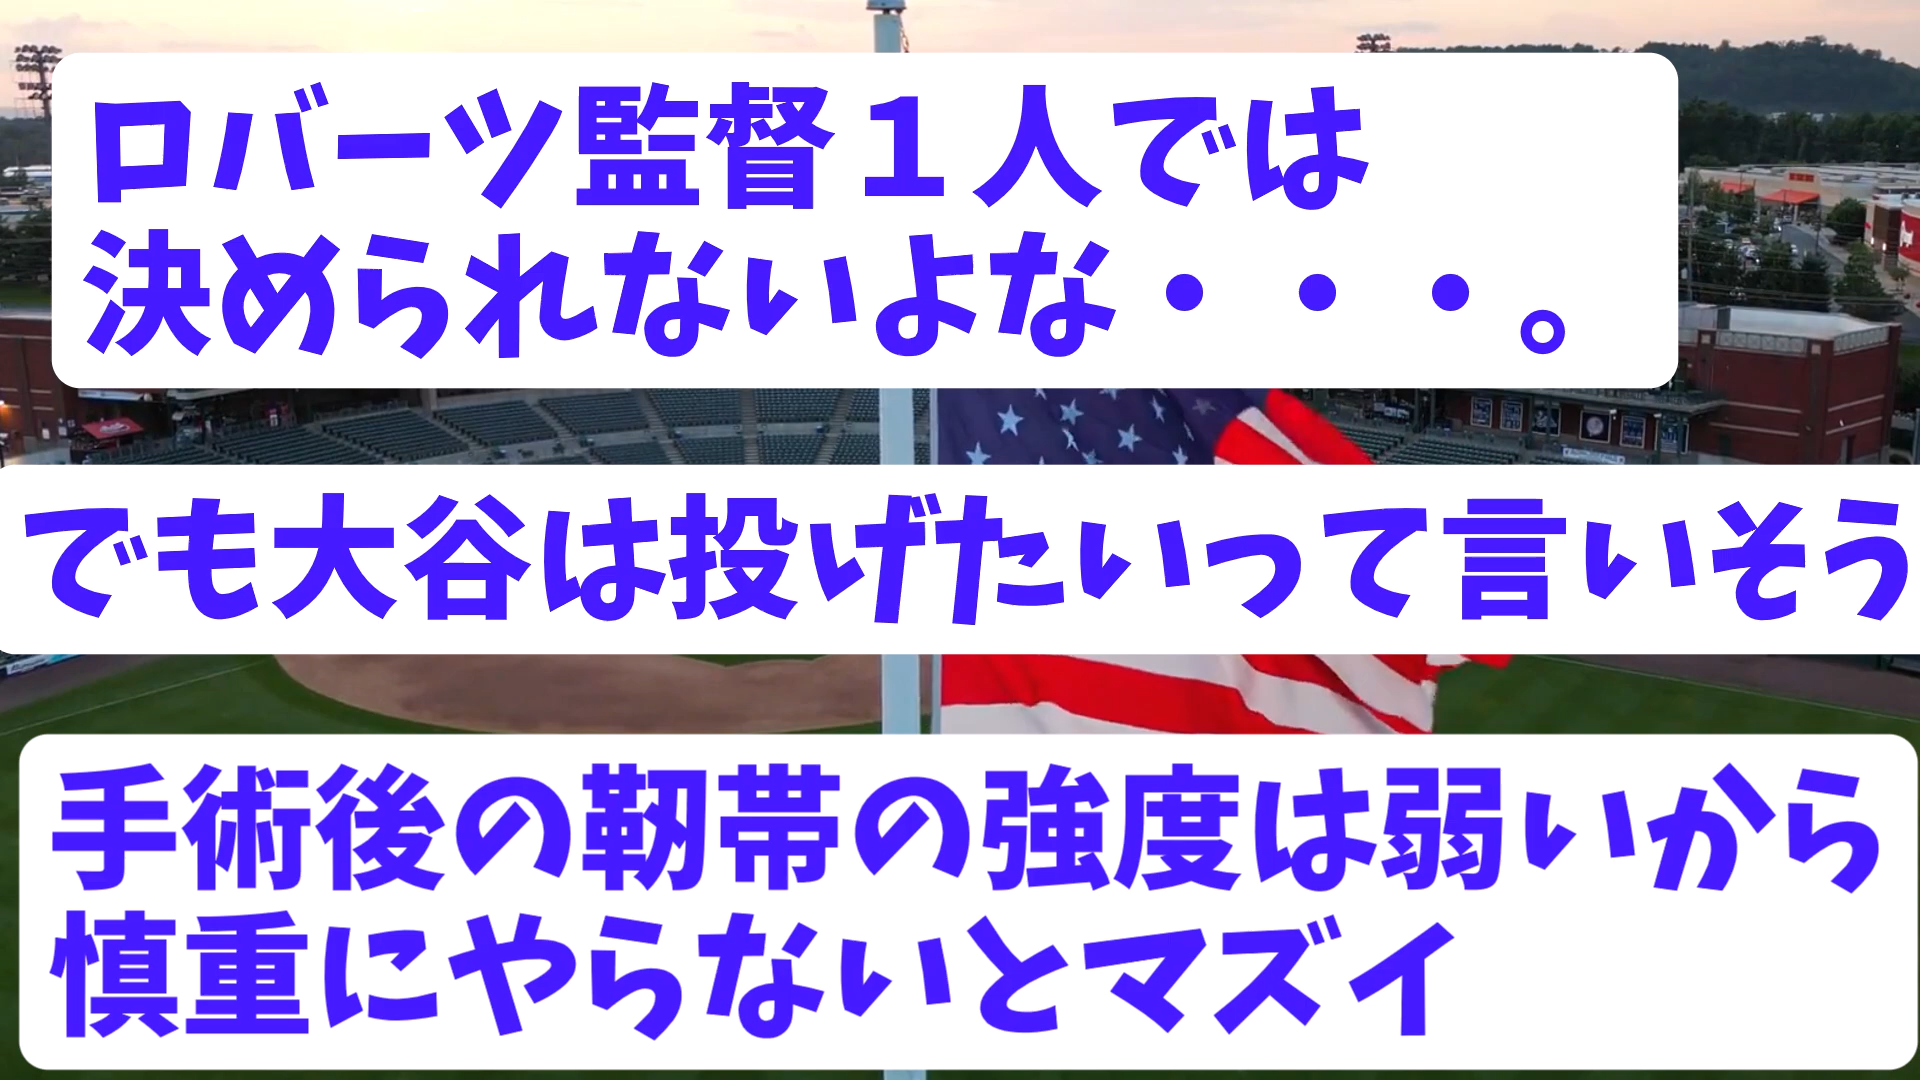 ロバーツ監督１人では
決められないよな・・・。
でも大谷は投げたいって言いそう
手術後の靭帯の強度は弱いから
慎重にやらないとマズイ